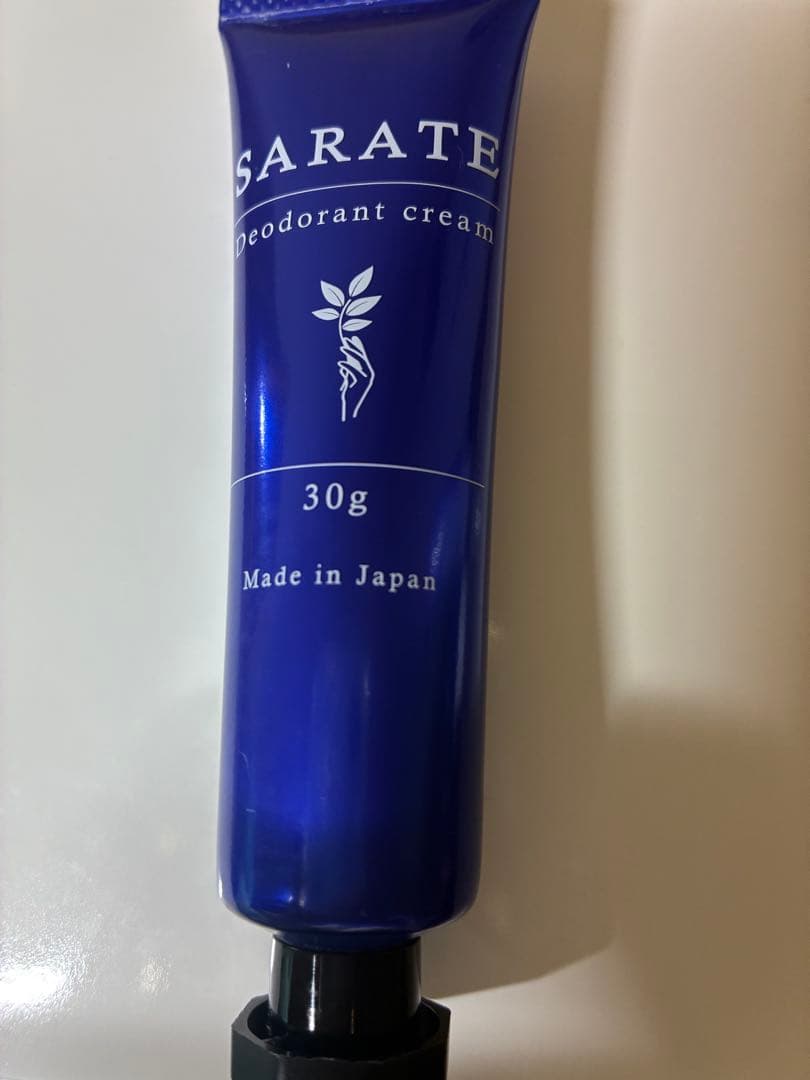 SARATE
Deodorant cream
30g
Made in Japan